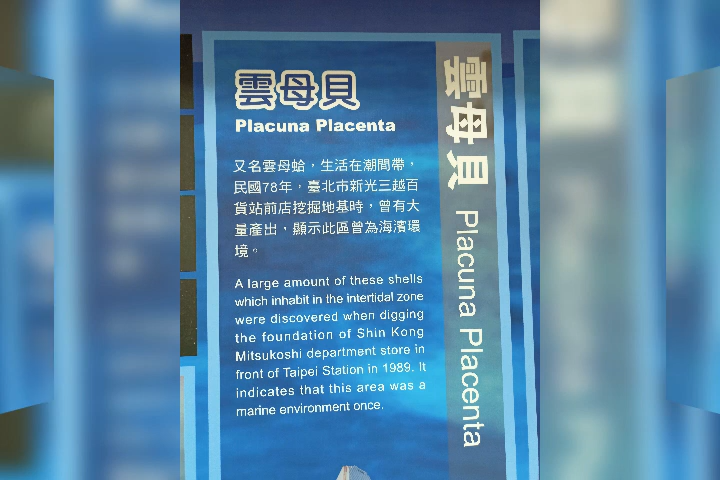 雲母貝
Placuna Placenta
又名雲母蛤，生活在潮間帶，
民國78年，臺北市新光三越百
貨站前店挖掘地基時，曾有大
量產出，顯示此區曾為海濱環
境。
A large amount of these shells
which inhabit in the intertidal zone
were discovered when digging
the foundation of Shin Kong
Mitsukoshi department store in
front of Taipei Station in 1989. It
indicates that this area was a
marine environment once.
雲母貝 Placuna Placenta